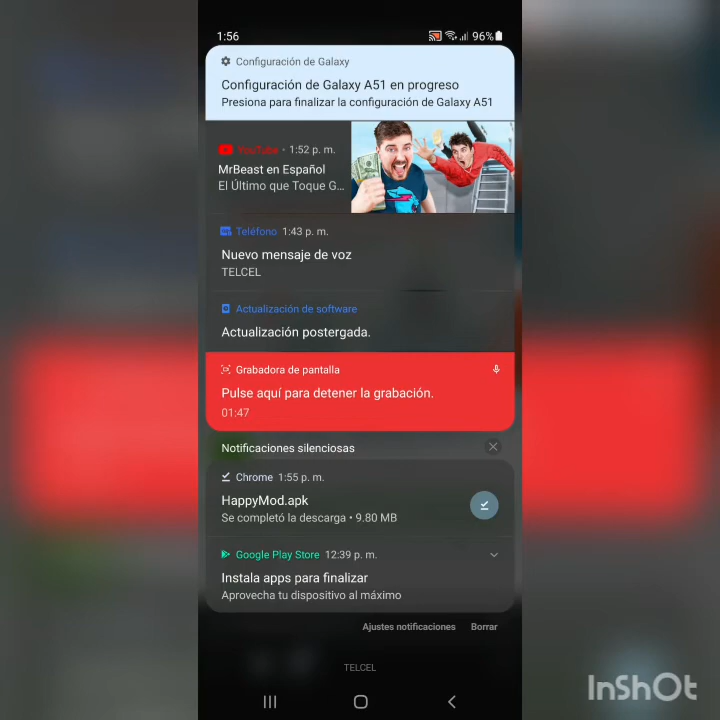 1:56
96%
Configuración de Galaxy
Configuración de Galaxy A51 en progreso
Presiona para finalizar la configuración de Galaxy A51
YouTube • 1:52 p. m.
MrBeast en Español
El Último que Toque G...
Teléfono 1:43 p. m.
Nuevo mensaje de voz
TELCEL
Actualización de software
Actualización postergada.
Grabadora de pantalla
Pulse aquí para detener la grabación.
01:47
Notificaciones silenciosas
Chrome 1:55 p. m.
HappyMod.apk
Se completó la descarga • 9.80 MB
Google Play Store 12:39 p. m.
Instala apps para finalizar
Aprovecha tu dispositivo al máximo
Ajustes notificaciones Borrar
TELCEL
InShOt